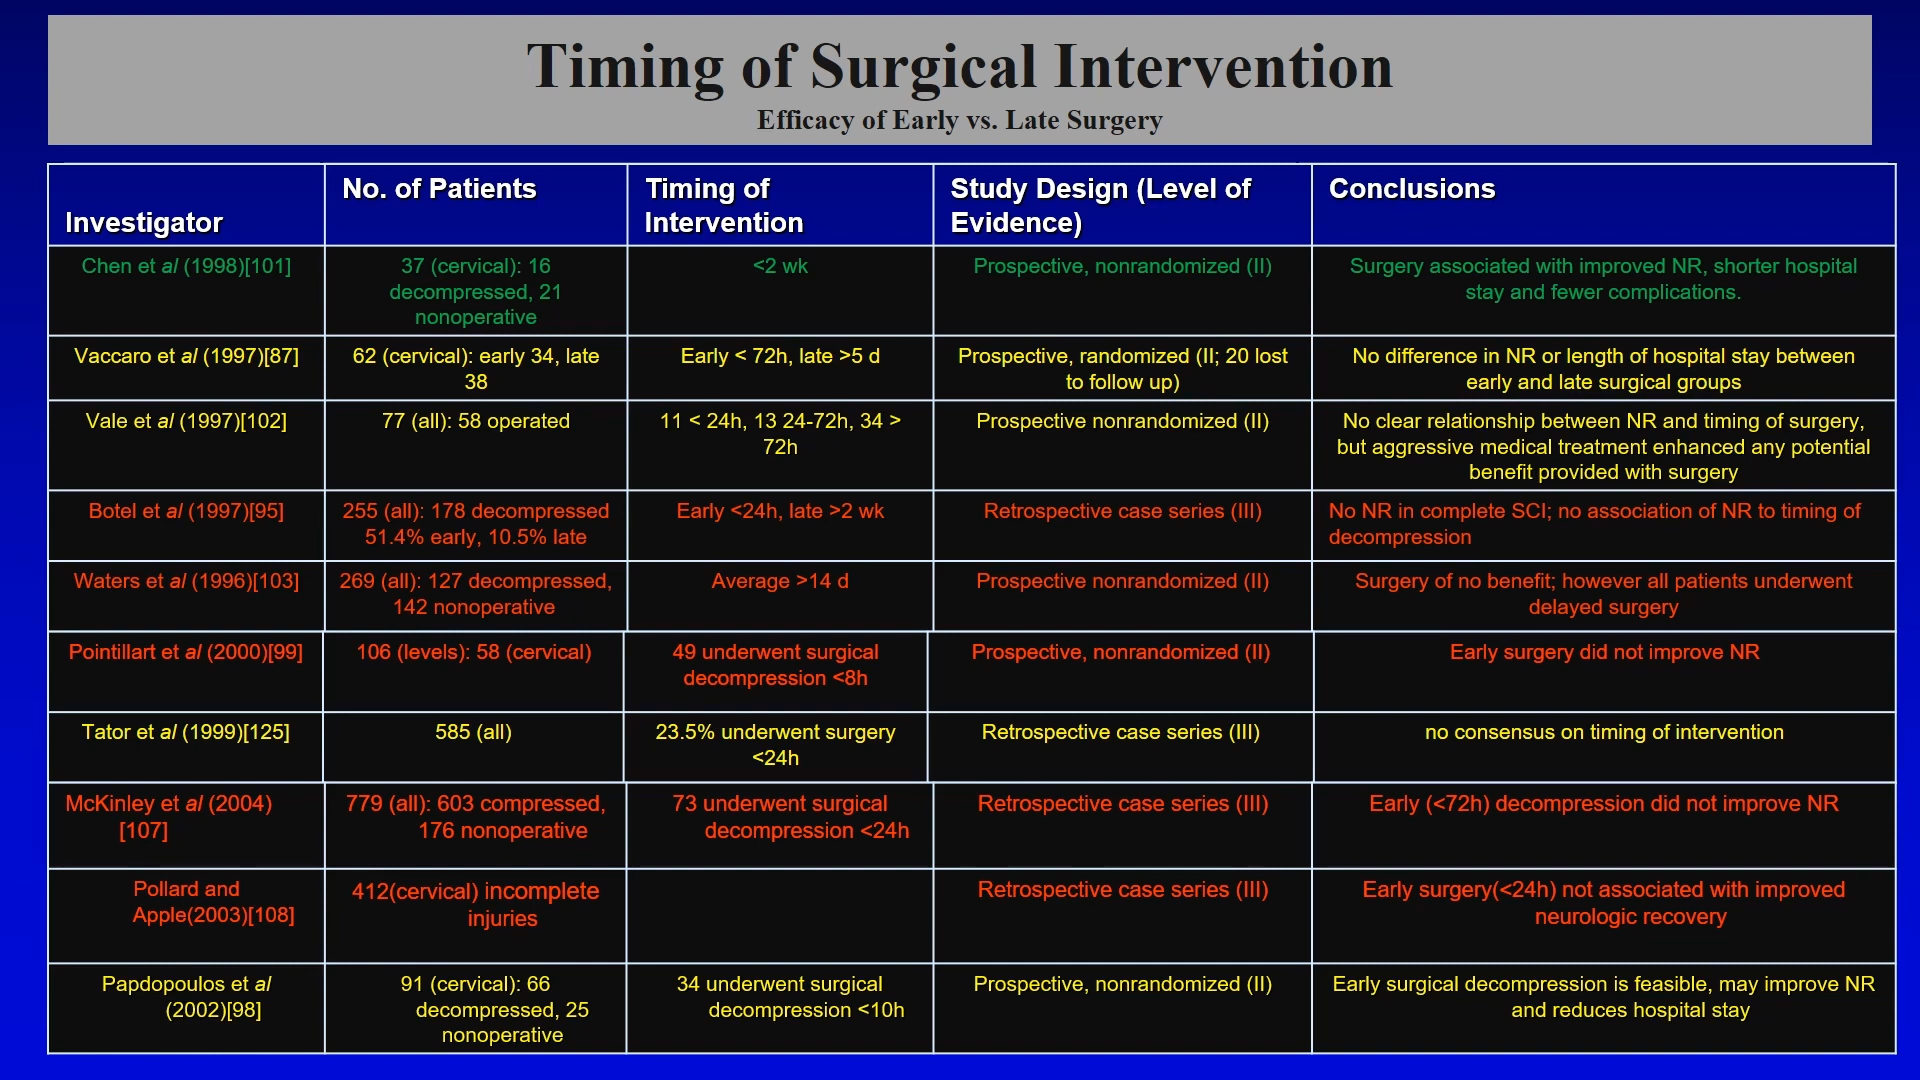 Timing of Surgical Intervention
Efficacy of Early vs. Late Surgery
Investigator
No. of Patients
Timing of
Intervention
Study Design (Level of
Evidence)
Conclusions
Chen et al (1998)[101]
37 (cervical): 16
decompressed, 21
nonoperative
<2 wk
Prospective, nonrandomized (II)
Surgery associated with improved NR, shorter hospital
stay and fewer complications.
Vaccaro et al (1997)[87]
62 (cervical): early 34, late
38
Early < 72h, late >5 d
Prospective, randomized (II; 20 lost
to follow up)
No difference in NR or length of hospital stay between
early and late surgical groups
Vale et al (1997)[102]
77 (all): 58 operated
11 < 24h, 13 24-72h, 34 >
72h
Prospective nonrandomized (II)
No clear relationship between NR and timing of surgery,
but aggressive medical treatment enhanced any potential
benefit provided with surgery
Botel et al (1997)[95]
255 (all): 178 decompressed
51.4% early, 10.5% late
Early <24h, late >2 wk
Retrospective case series (III)
No NR in complete SCI; no association of NR to timing of
decompression
Waters et al (1996)[103]
269 (all): 127 decompressed,
142 nonoperative
Average >14 d
Prospective nonrandomized (II)
Surgery of no benefit; however all patients underwent
delayed surgery
Pointillart et al (2000)[99]
106 (levels): 58 (cervical)
49 underwent surgical
decompression <8h
Prospective, nonrandomized (II)
Early surgery did not improve NR
Tator et al (1999)[125]
585 (all)
23.5% underwent surgery
<24h
Retrospective case series (III)
no consensus on timing of intervention
McKinley et al (2004)
[107]
779 (all): 603 compressed,
176 nonoperative
73 underwent surgical
decompression <24h
Retrospective case series (III)
Early (<72h) decompression did not improve NR
Pollard and
Apple(2003)[108]
412(cervical) incomplete
injuries
Retrospective case series (III)
Early surgery(<24h) not associated with improved
neurologic recovery
Papdopoulos et al
(2002)[98]
91 (cervical): 66
decompressed, 25
nonoperative
34 underwent surgical
decompression <10h
Prospective, nonrandomized (II)
Early surgical decompression is feasible, may improve NR
and reduces hospital stay